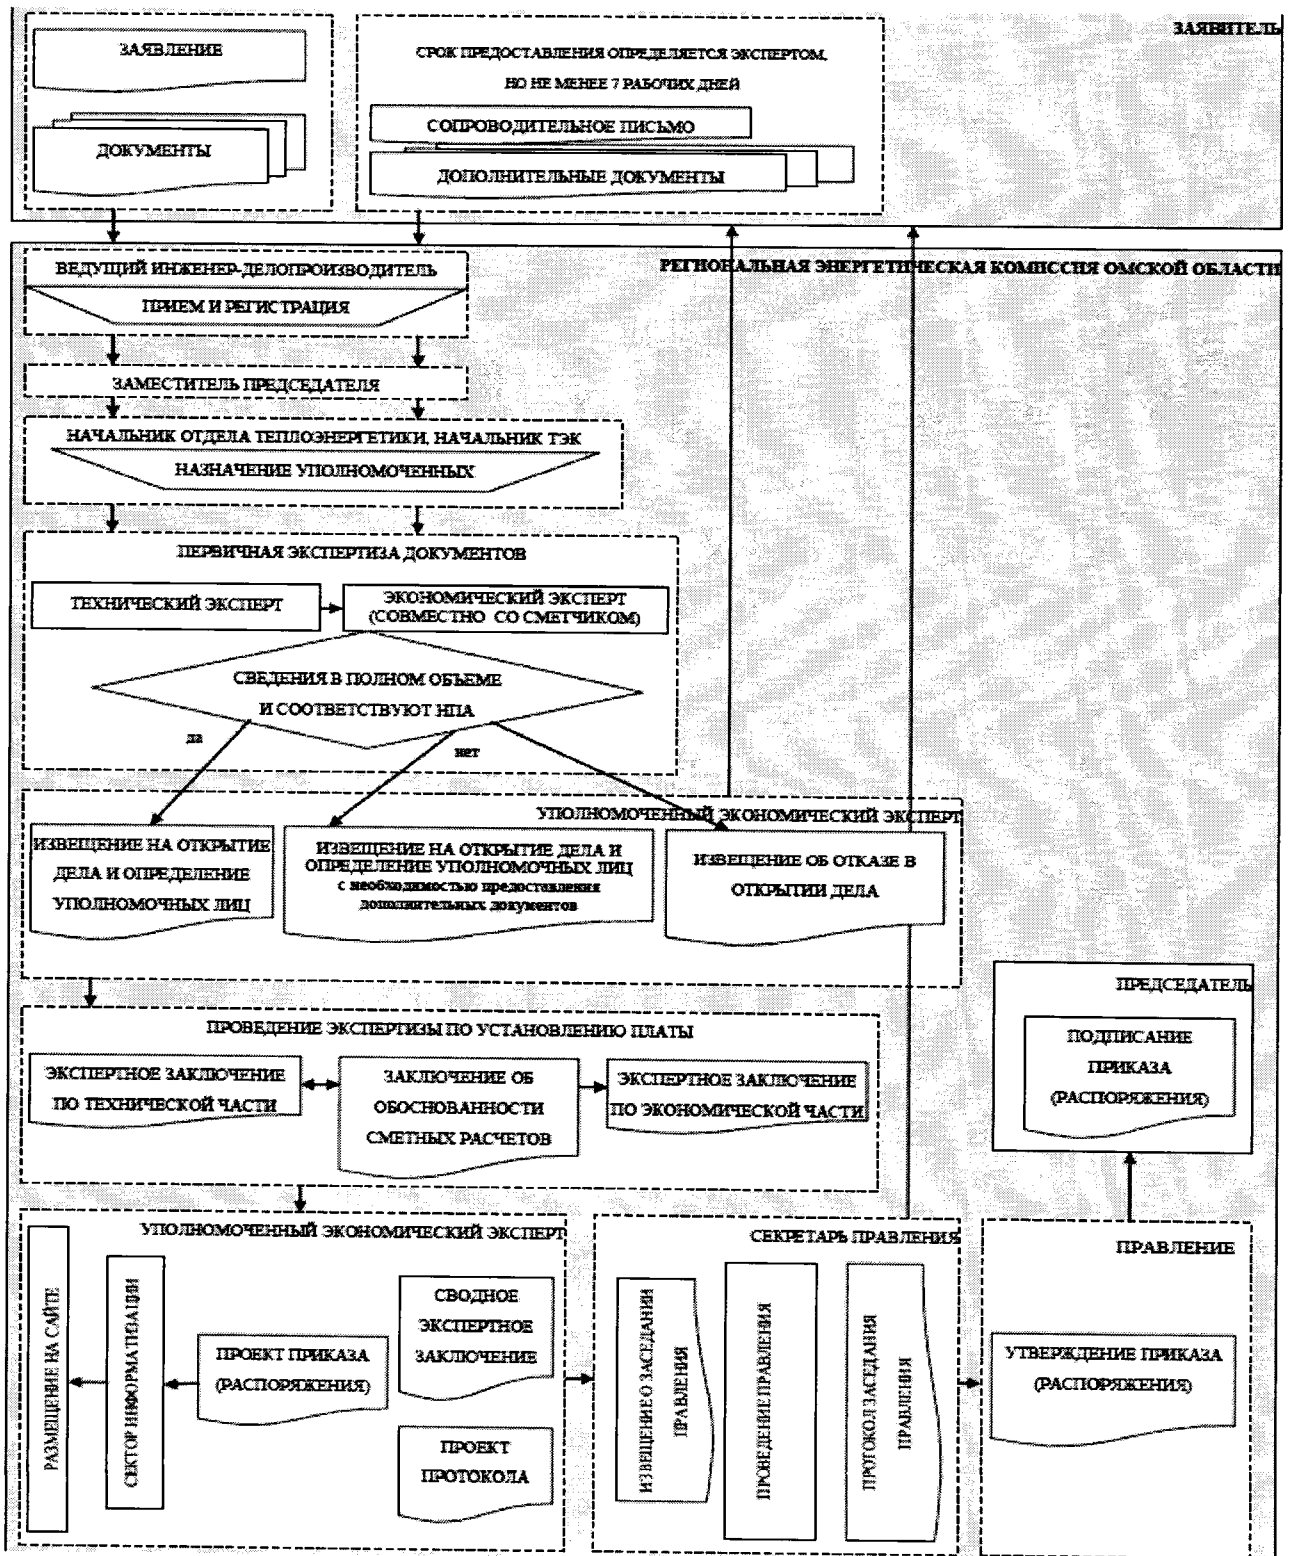 ЗАЯВИТЕЛЬ
ЗАЯВЛЕНИЕ
ДОКУМЕНТЫ
СРОК ПРЕДОСТАВЛЕНИЯ ОПРЕДЕЛЯЕТСЯ ЭКСПЕРТОМ,
НО НЕ МЕНЕЕ 7 РАБОЧИХ ДНЕЙ
СОПРОВОДИТЕЛЬНОЕ ПИСЬМО
ДОПОЛНИТЕЛЬНЫЕ ДОКУМЕНТЫ
РЕГИОНАЛЬНАЯ ЭНЕРГЕТИЧЕСКАЯ КОМИССИЯ ОМСКОЙ ОБЛАСТИ
ВЕДУЩИЙ ИНЖЕНЕР-ДЕЛОПРОИЗВОДИТЕЛЬ
ПРИЕМ И РЕГИСТРАЦИЯ
ЗАМЕСТИТЕЛЬ ПРЕДСЕДАТЕЛЯ
НАЧАЛЬНИК ОТДЕЛА ТЕПЛОЭНЕРГЕТИКИ, НАЧАЛЬНИК ТЭК
НАЗНАЧЕНИЕ УПОЛНОМОЧЕННЫХ
ПЕРВИЧНАЯ ЭКСПЕРТИЗА ДОКУМЕНТОВ
ТЕХНИЧЕСКИЙ ЭКСПЕРТ
ЭКОНОМИЧЕСКИЙ ЭКСПЕРТ
(СОВМЕСТНО СО СМЕТЧИКОМ)
СВЕДЕНИЯ В ПОЛНОМ ОБЪЕМЕ
И СООТВЕТСТВУЮТ НПА
да
нет
УПОЛНОМОЧЕННЫЙ ЭКОНОМИЧЕСКИЙ ЭКСПЕРТ
ИЗВЕЩЕНИЕ НА ОТКРЫТИЕ
ДЕЛА И ОПРЕДЕЛЕНИЕ
УПОЛНОМОЧНЫХ ЛИЦ
ИЗВЕЩЕНИЕ НА ОТКРЫТИЕ ДЕЛА И
ОПРЕДЕЛЕНИЕ УПОЛНОМОЧНЫХ ЛИЦ
с необходимостью предоставления
дополнительных документов
ИЗВЕЩЕНИЕ ОБ ОТКАЗЕ В
ОТКРЫТИИ ДЕЛА
ПРОВЕДЕНИЕ ЭКСПЕРТИЗЫ ПО УСТАНОВЛЕНИЮ ПЛАТЫ
ЭКСПЕРТНОЕ ЗАКЛЮЧЕНИЕ
ПО ТЕХНИЧЕСКОЙ ЧАСТИ
ЗАКЛЮЧЕНИЕ ОБ
ОБОСНОВАННОСТИ
СМЕТНЫХ РАСЧЕТОВ
ЭКСПЕРТНОЕ ЗАКЛЮЧЕНИЕ
ПО ЭКОНОМИЧЕСКОЙ ЧАСТИ
ПРЕДСЕДАТЕЛЬ
ПОДПИСАНИЕ
ПРИКАЗА
(РАСПОРЯЖЕНИЯ)
УПОЛНОМОЧЕННЫЙ ЭКОНОМИЧЕСКИЙ ЭКСПЕРТ
РАЗМЕЩЕНИЕ НА САЙТЕ
СЕКТОР ИНФОРМАТИЗАЦИИ
ПРОЕКТ ПРИКАЗА
(РАСПОРЯЖЕНИЯ)
СВОДНОЕ
ЭКСПЕРТНОЕ
ЗАКЛЮЧЕНИЕ
ПРОЕКТ
ПРОТОКОЛА
СЕКРЕТАРЬ ПРАВЛЕНИЯ
ИЗВЕЩЕНИЕ О ЗАСЕДАНИИ
ПРАВЛЕНИЯ
ПРОВЕДЕНИЕ ПРАВЛЕНИЯ
ПРОТОКОЛ ЗАСЕДАНИЯ
ПРАВЛЕНИЯ
ПРАВЛЕНИЕ
УТВЕРЖДЕНИЕ ПРИКАЗА
(РАСПОРЯЖЕНИЯ)